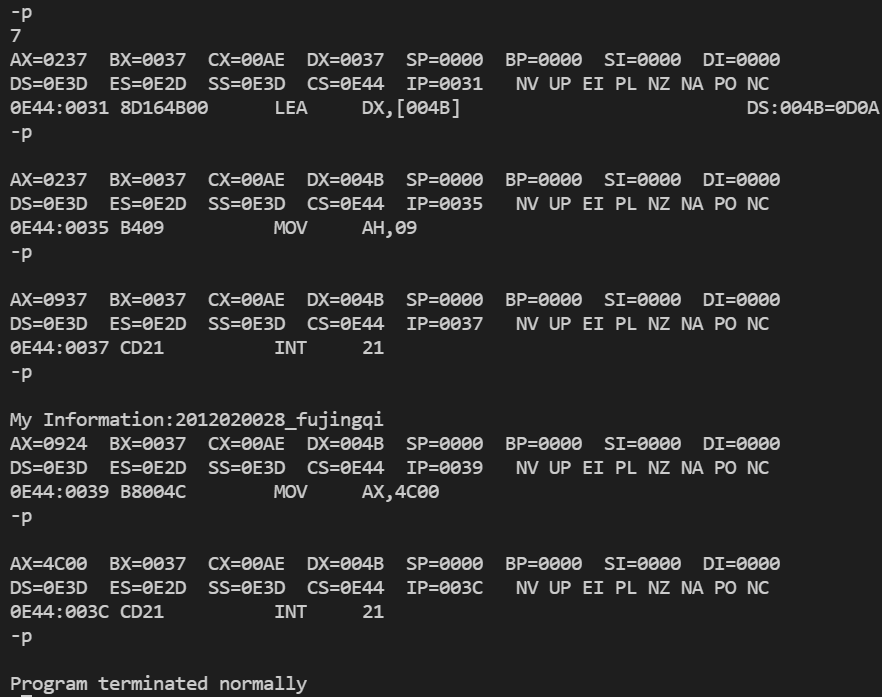 -p
7
AX=0237  BX=0037  CX=00AE  DX=0037  SP=0000  BP=0000  SI=0000  DI=0000
DS=0E3D  ES=0E2D  SS=0E3D  CS=0E44  IP=0031   NV UP EI PL NZ NA PO NC
0E44:0031 8D164B00      LEA     DX,[004B]                          DS:004B=0D0A
-p
AX=0237  BX=0037  CX=00AE  DX=004B  SP=0000  BP=0000  SI=0000  DI=0000
DS=0E3D  ES=0E2D  SS=0E3D  CS=0E44  IP=0035   NV UP EI PL NZ NA PO NC
0E44:0035 B409          MOV     AH,09
-p
AX=0937  BX=0037  CX=00AE  DX=004B  SP=0000  BP=0000  SI=0000  DI=0000
DS=0E3D  ES=0E2D  SS=0E3D  CS=0E44  IP=0037   NV UP EI PL NZ NA PO NC
0E44:0037 CD21          INT     21
-p
My Information:2012020028_fujingqi
AX=0924  BX=0037  CX=00AE  DX=004B  SP=0000  BP=0000  SI=0000  DI=0000
DS=0E3D  ES=0E2D  SS=0E3D  CS=0E44  IP=0039   NV UP EI PL NZ NA PO NC
0E44:0039 B8004C        MOV     AX,4C00
-p
AX=4C00  BX=0037  CX=00AE  DX=004B  SP=0000  BP=0000  SI=0000  DI=0000
DS=0E3D  ES=0E2D  SS=0E3D  CS=0E44  IP=003C   NV UP EI PL NZ NA PO NC
0E44:003C CD21          INT     21
-p
Program terminated normally